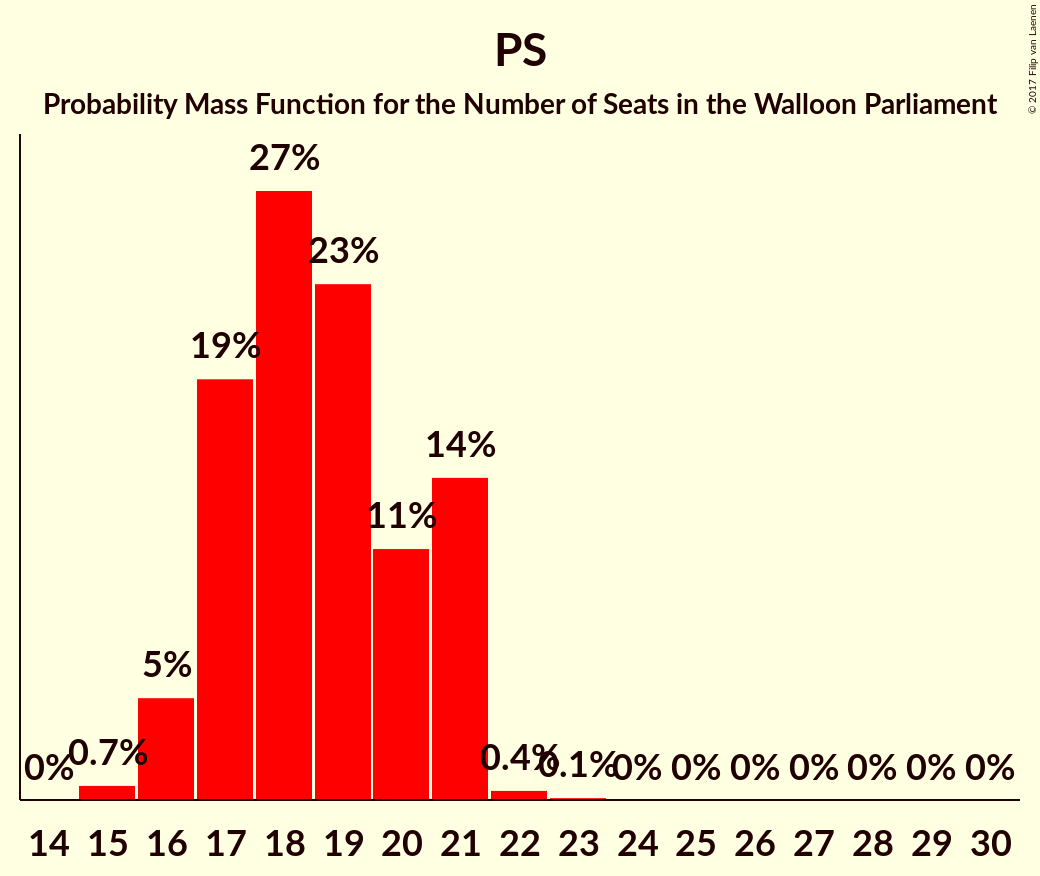 PS
Probability Mass Function for the Number of Seats in the Walloon Parliament
© 2017 Filip van Laenen
0% 0.7% 5% 19% 27% 23% 11% 14% 0.4% 0.1% 0% 0% 0% 0% 0% 0% 0%
14 15 16 17 18 19 20 21 22 23 24 25 26 27 28 29 30